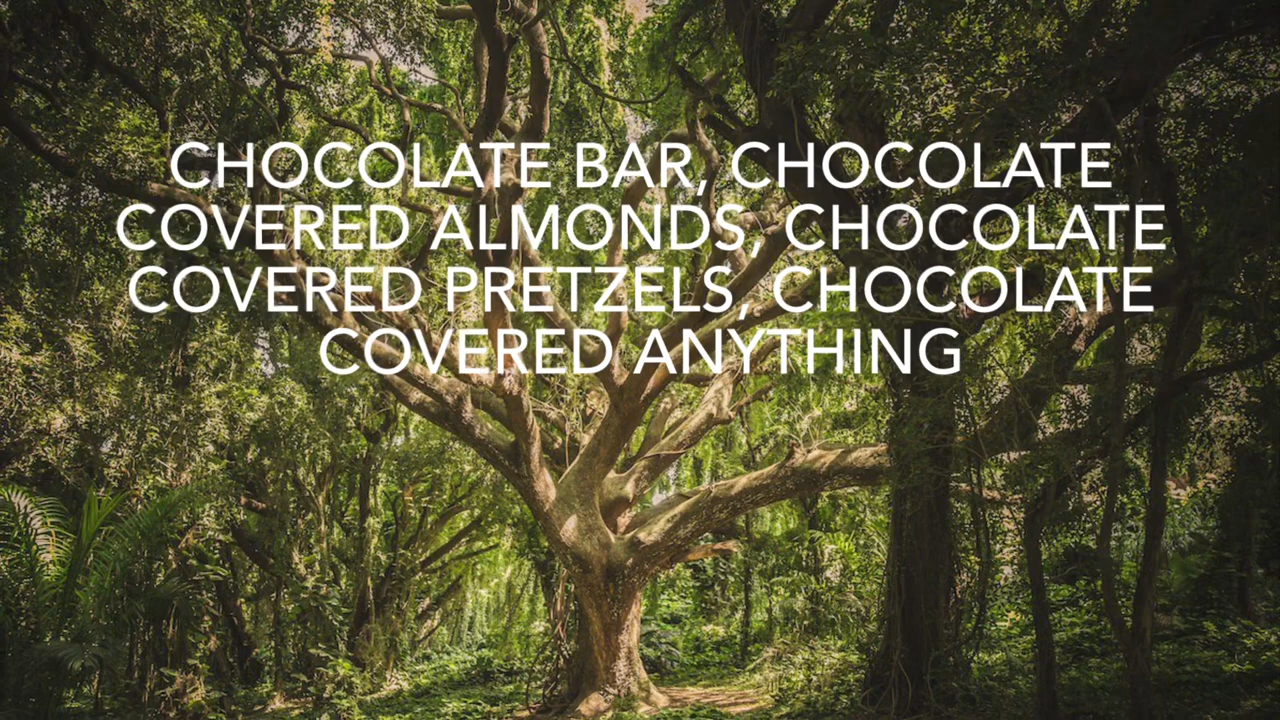 CHOCOLATE BAR, CHOCOLATE
COVERED ALMONDS, CHOCOLATE
COVERED PRETZELS, CHOCOLATE
COVERED ANYTHING